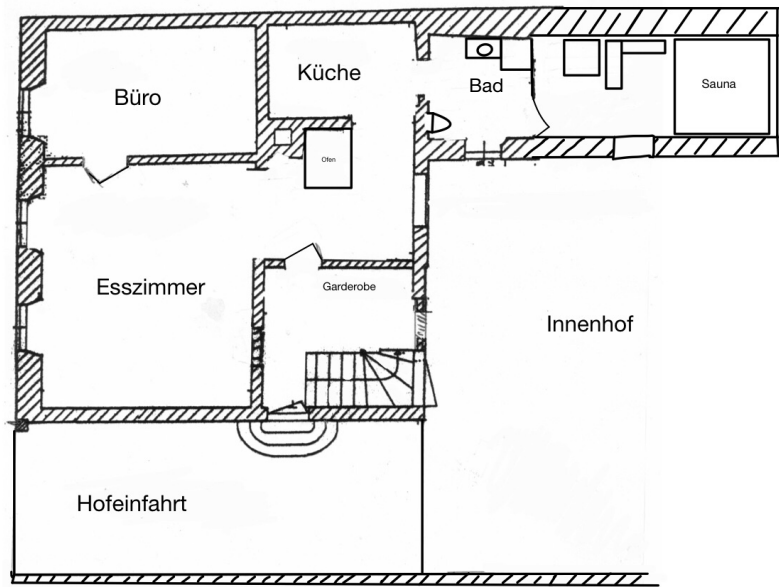 Büro
Küche
Bad
Sauna
Ofen
Esszimmer
Garderobe
Innenhof
Hofeinfahrt